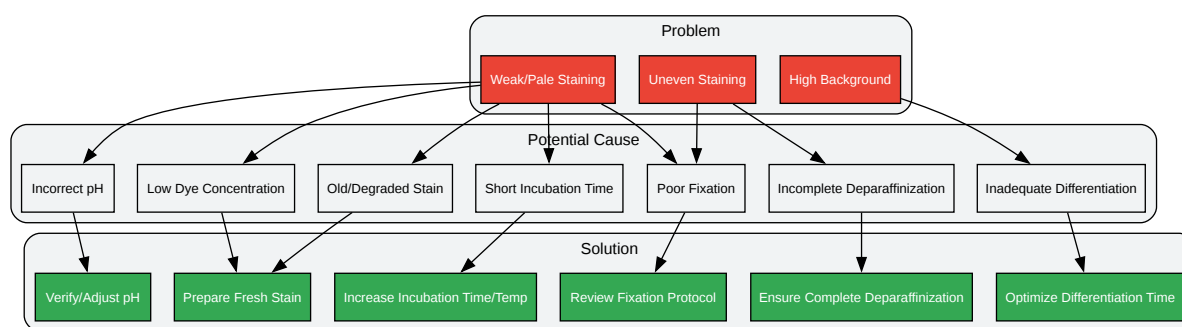 Problem
Weak/Pale Staining
Uneven Staining
High Background
Potential Cause
Incorrect pH
Low Dye Concentration
Old/Degraded Stain
Short Incubation Time
Poor Fixation
Incomplete Deparaffinization
Inadequate Differentiation
Solution
Verify/Adjust pH
Prepare Fresh Stain
Increase Incubation Time/Temp
Review Fixation Protocol
Ensure Complete Deparaffinization
Optimize Differentiation Time